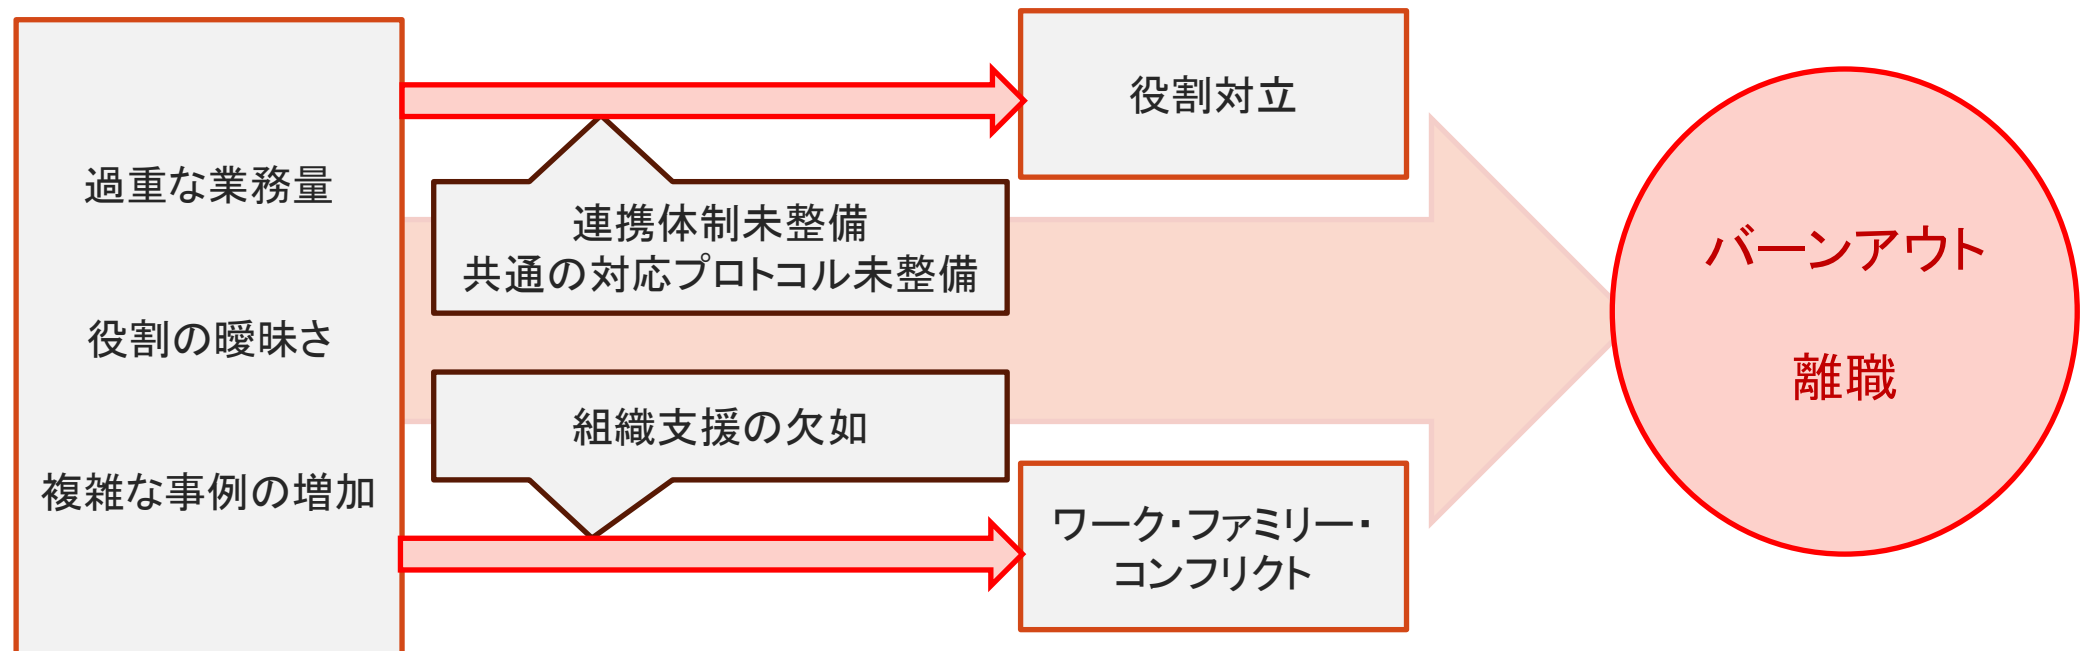 過重な業務量
役割の曖昧さ
複雑な事例の増加
連携体制未整備
共通の対応プロトコル未整備
組織支援の欠如
役割対立
ワーク・ファミリー・
コンフリクト
バーンアウト
離職